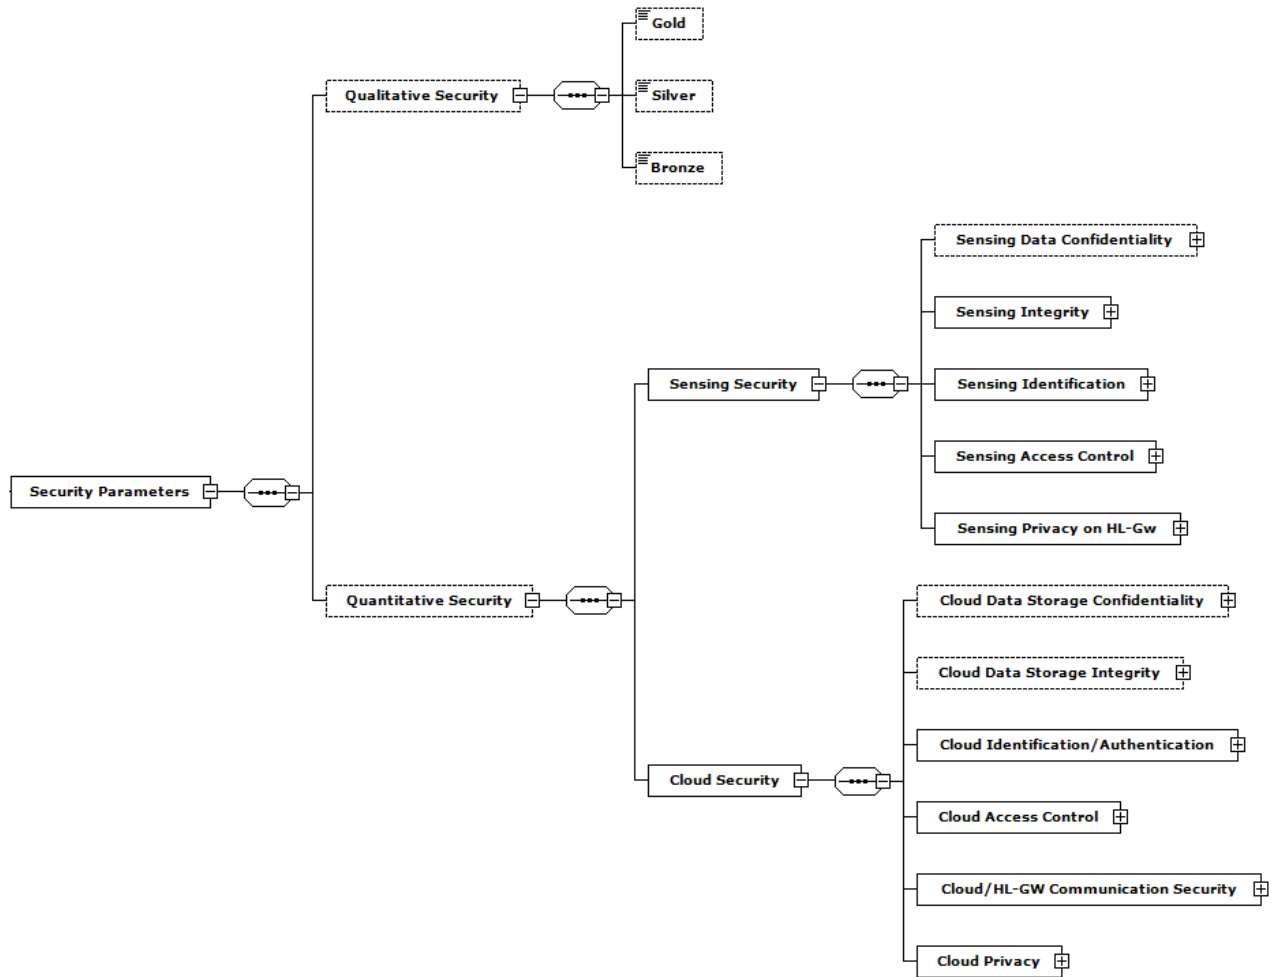 Gold
Qualitative Security
Silver
Bronze
Sensing Data Confidentiality
Sensing Integrity
Sensing Security
Sensing Identification
Sensing Access Control
Security Parameters
Sensing Privacy on HL-Gw
Quantitative Security
Cloud Data Storage Confidentiality
Cloud Data Storage Integrity
Cloud Identification/Authentication
Cloud Security
Cloud Access Control
Cloud/HL-GW Communication Security
Cloud Privacy